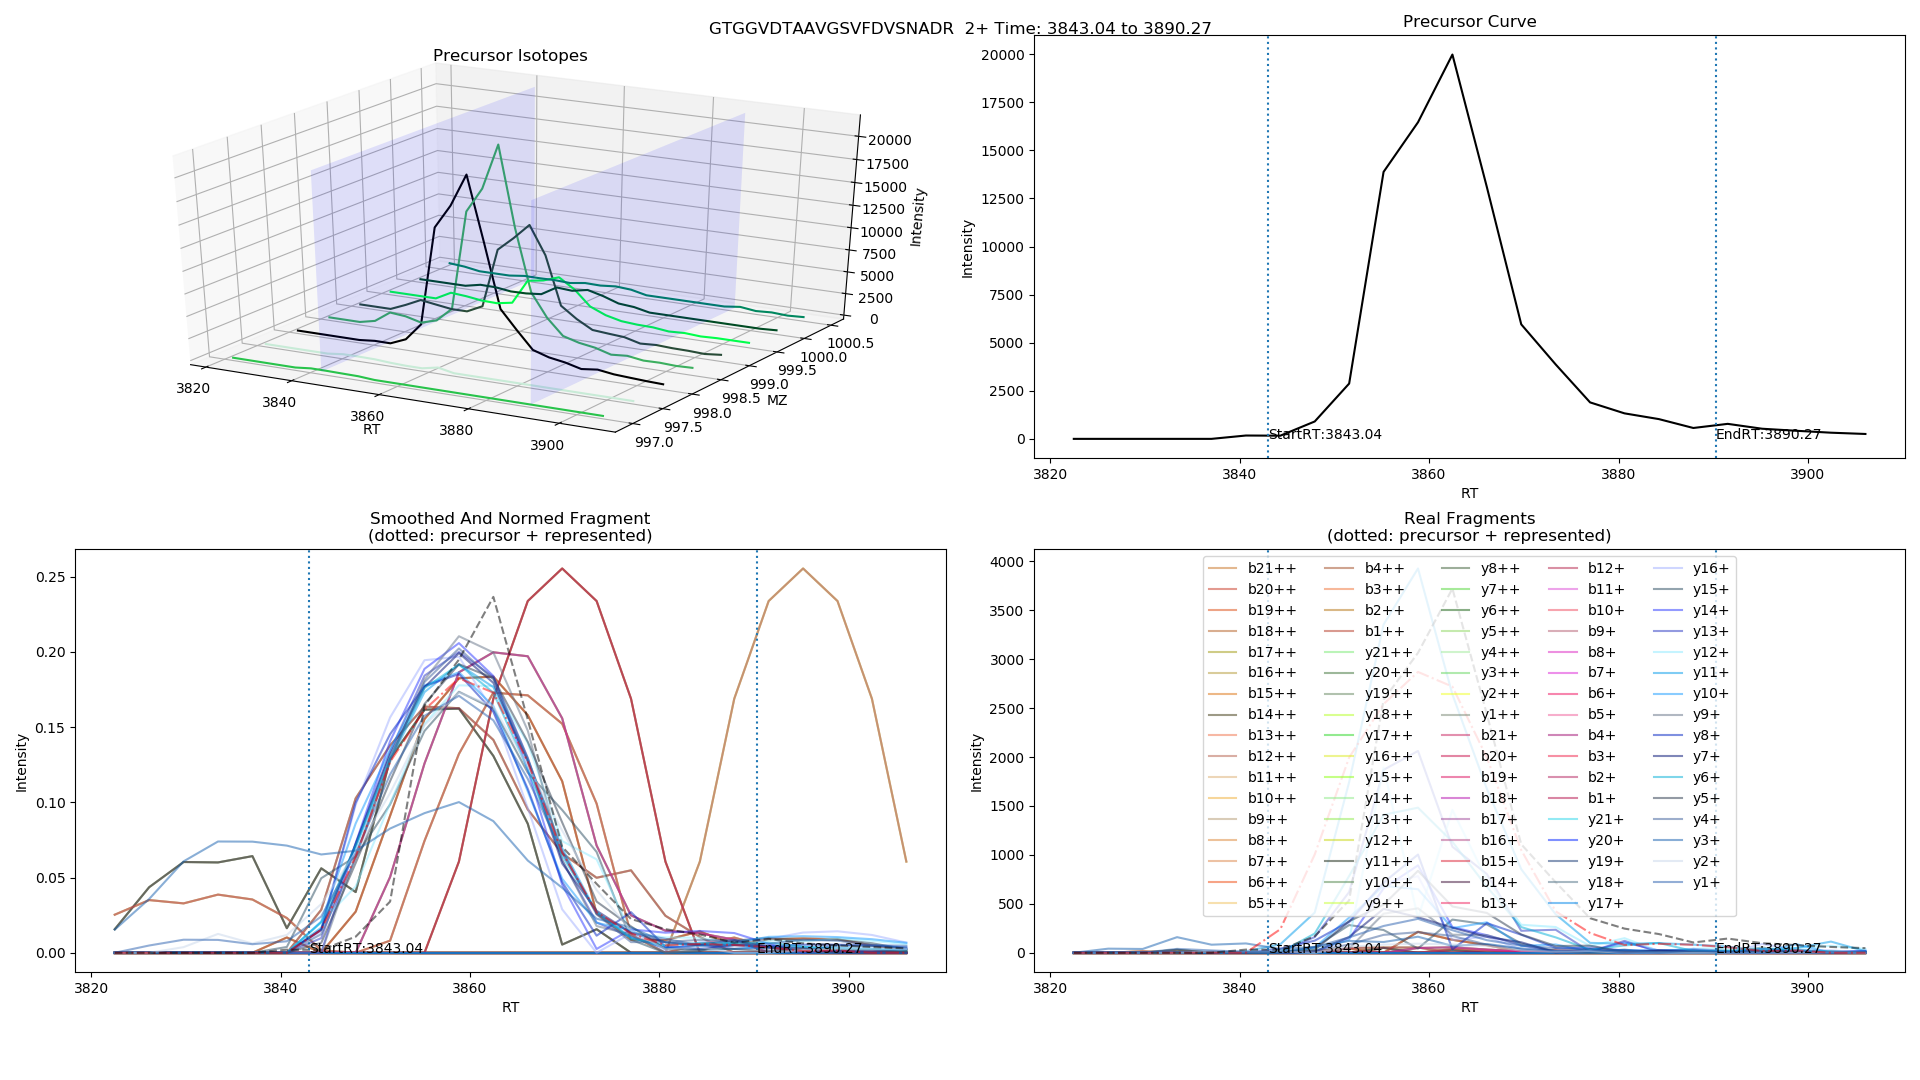 GTGGVDTAAVGSVFDVSNADR  2+ Time: 3843.04 to 3890.27
Precursor Isotopes
20000
17500
15000
12500
10000
7500
5000
2500
0
Intensity
3820
3840
3860
3880
3900
RT
997.0
997.5
998.0
998.5
999.0
999.5
1000.0
1000.5
MZ
Precursor Curve
20000
17500
15000
12500
10000
7500
5000
2500
0
Intensity
StartRT:3843.04
EndRT:3890.27
3820 3840 3860 3880 3900
RT
Smoothed And Normed Fragment
(dotted: precursor + represented)
0.25
0.20
0.15
0.10
0.05
0.00
Intensity
StartRT:3843.04
EndRT:3890.27
3820 3840 3860 3880 3900
RT
Real Fragments
(dotted: precursor + represented)
4000
3500
3000
2500
2000
1500
1000
500
0
Intensity
b21++ b4++ y8++ b12+ y16+
b20++ b3++ y7++ b11+ y15+
b19++ b2++ y6++ b10+ y14+
b18++ b1++ y5++ b9+ y13+
b17++ y21++ y4++ b8+ y12+
b16++ y20++ y3++ b7+ y11+
b15++ y19++ y2++ b6+ y10+
b14++ y18++ y1++ b5+ y9+
b13++ y17++ b21+ b4+ y8+
b12++ y16++ b20+ b3+ y7+
b11++ y15++ b19+ b2+ y6+
b10++ y14++ b18+ b1+ y5+
b9++ y13++ b17+ y21+ y4+
b8++ y12++ b16+ y20+ y3+
b7++ y11++ b15+ y19+ y2+
b6++ y10++ b14+ y18+ y1+
b5++ y9++ b13+ y17+
StartRT:3843.04
EndRT:3890.27
3820 3840 3860 3880 3900
RT